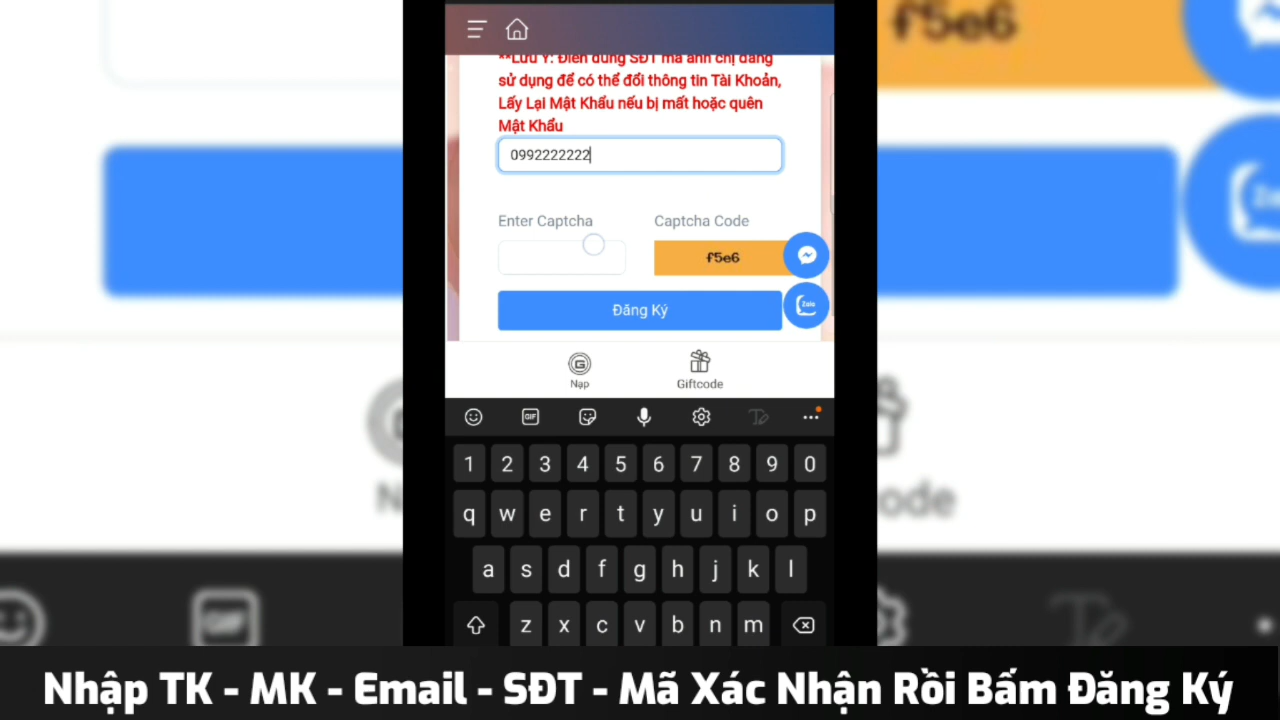 **Lưu Ý: Điền đúng SĐT mà anh chị đang
sử dụng để có thể đổi thông tin Tài Khoản,
Lấy Lại Mật Khẩu nếu bị mất hoặc quên
Mật Khẩu
0992222222
Enter Captcha
Captcha Code
f5e6
Đăng Ký
Zalo
Nạp
Giftcode
GIF
1 2 3 4 5 6 7 8 9 0
q w e r t y u i o p
a s d f g h j k l
z x c v b n m
Nhập TK - MK - Email - SĐT - Mã Xác Nhận Rồi Bấm Đăng Ký